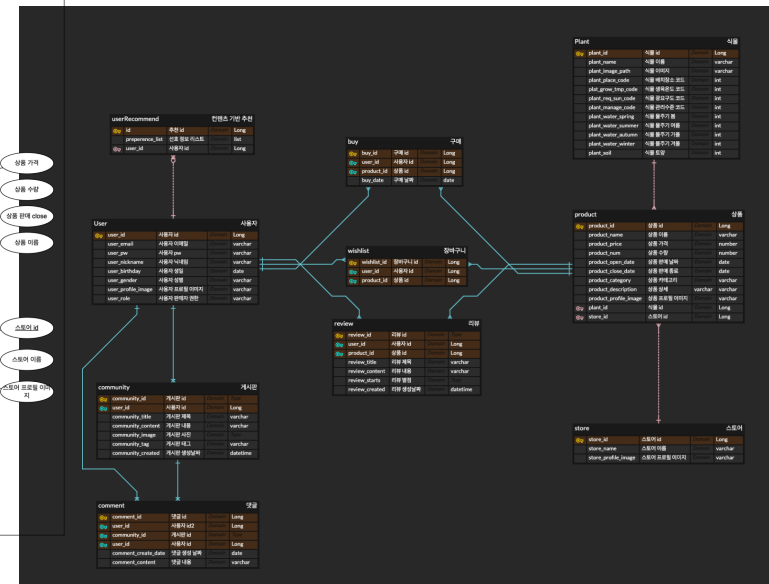 상품 가격
상품 수량
상품 판매 close
상품 이름
스토어 id
스토어 이름
스토어 프로필 이미
지
userRecommend 컨텐츠 기반 추천
id 추천 id Long
preperence_list 선호 정보 리스트 list
user_id 사용자 id Long
User 사용자
user_id 사용자 id Long
user_email 사용자 이메일 varchar
user_pw 사용자 pw varchar
user_nickname 사용자 닉네임 varchar
user_birthday 사용자 생일 date
user_gender 사용자 성별 varchar
user_profile_image 사용자 프로필 이미지 varchar
user_role 사용자 판매자 권한 varchar
community 게시판
community_id 게시판 id
user_id 사용자 id Long
community_title 게시판 제목 varchar
community_content 게시판 내용 varchar
community_image 게시판 사진
community_tag 게시판 태그 varchar
community_created 게시판 생성날짜 datetime
comment 댓글
comment_id 댓글 id Long
user_id 사용자 id2 Long
community_id 게시판 id
user_id 사용자 id Long
comment_create_date 댓글 생성 날짜 date
comment_content 댓글 내용 varchar
buy 구매
buy_id 구매 id Long
user_id 사용자 id Long
product_id 상품 id Long
buy_date 구매 날짜 date
wishlist 장바구니
wishlist_id 장바구니 id Long
user_id 사용자 id Long
product_id 상품 id Long
review 리뷰
review_id 리뷰 id
user_id 사용자 id Long
product_id 상품 id Long
review_title 리뷰 제목 varchar
review_content 리뷰 내용 varchar
review_starts 리뷰 별점
review_created 리뷰 생성날짜 datetime
Plant 식물
plant_id 식물 id Long
plant_name 식물 이름 varchar
plant_image_path 식물 이미지 varchar
plant_place_code 식물 배치장소 코드 int
plat_grow_tmp_code 식물 생육온도 코드 int
plant_req_sun_code 식물 광요구도 코드 int
plant_manage_code 식물 관리수준 코드 int
plant_water_spring 식물 물주기 봄 int
plant_water_summer 식물 물주기 여름 int
plant_water_autumn 식물 물주기 가을 int
plant_water_winter 식물 물주기 겨울 int
plant_soil 식물 토양 int
product 상품
product_id 상품 id Long
product_name 상품 이름 varchar
product_price 상품 가격 number
product_num 상품 수량 number
product_open_date 상품 판매 날짜 date
product_close_date 상품 판매 종료 date
product_category 상품 카테고리 varchar
product_description 상품 상세 varchar varchar
product_profile_image 상품 프로필 이미지 varchar
plant_id 식물 id Long
store_id 스토어 id Long
store 스토어
store_id 스토어 id Long
store_name 스토어 이름 varchar
store_profile_image 스토어 프로필 이미지 varchar